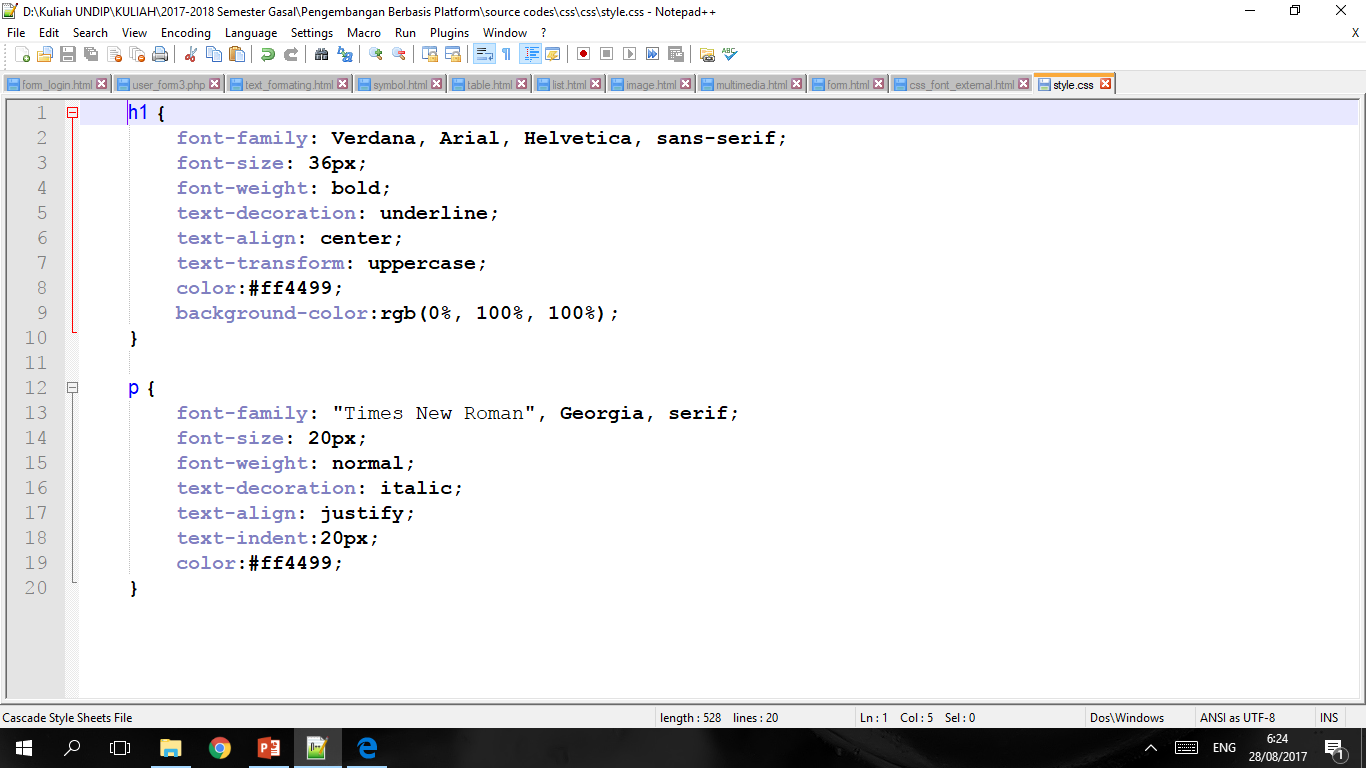 D:\Kuliah UNDIP\KULIAH\2017-2018 Semester Gasal\Pengembangan Berbasis Platform\source codes\css\css\style.css - Notepad++
File Edit Search View Encoding Language Settings Macro Run Plugins Window ? X
form_login.html user_form3.php text_formating.html symbol.html table.html list.html image.html multimedia.html form.html css_font_external.html style.css
1 h1 {
2 font-family: Verdana, Arial, Helvetica, sans-serif;
3 font-size: 36px;
4 font-weight: bold;
5 text-decoration: underline;
6 text-align: center;
7 text-transform: uppercase;
8 color:#ff4499;
9 background-color:rgb(0%, 100%, 100%);
10 }
11
12 p {
13 font-family: "Times New Roman", Georgia, serif;
14 font-size: 20px;
15 font-weight: normal;
16 text-decoration: italic;
17 text-align: justify;
18 text-indent:20px;
19 color:#ff4499;
20 }
Cascade Style Sheets File length : 528 lines : 20 Ln : 1 Col : 5 Sel : 0 Dos\Windows ANSI as UTF-8 INS
ENG 6:24
28/08/2017 1